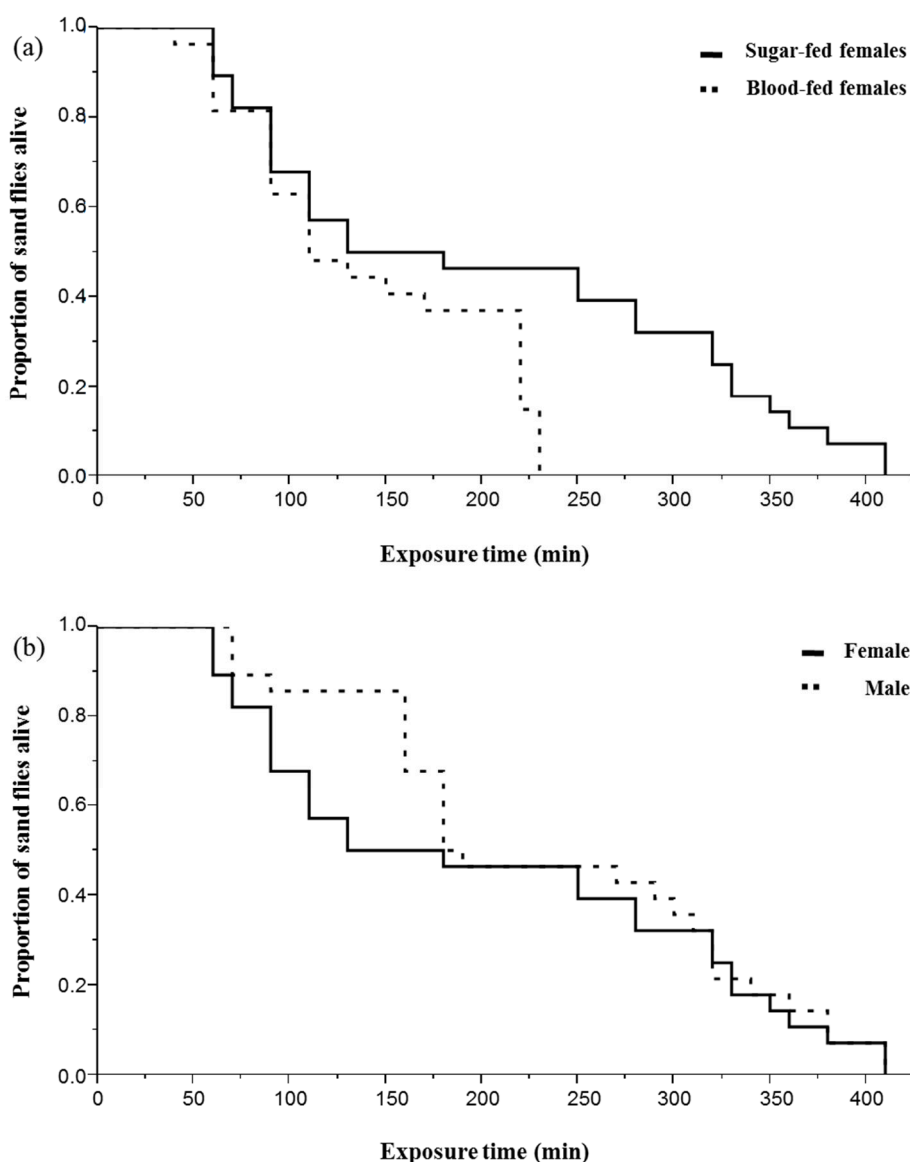 (a)
Sugar-fed females
Blood-fed females
Proportion of sand flies alive
1.0
0.8
0.6
0.4
0.2
0.0
0 50 100 150 200 250 300 350 400
Exposure time (min)
(b)
Female
Male
Proportion of sand flies alive
1.0
0.8
0.6
0.4
0.2
0.0
0 50 100 150 200 250 300 350 400
Exposure time (min)